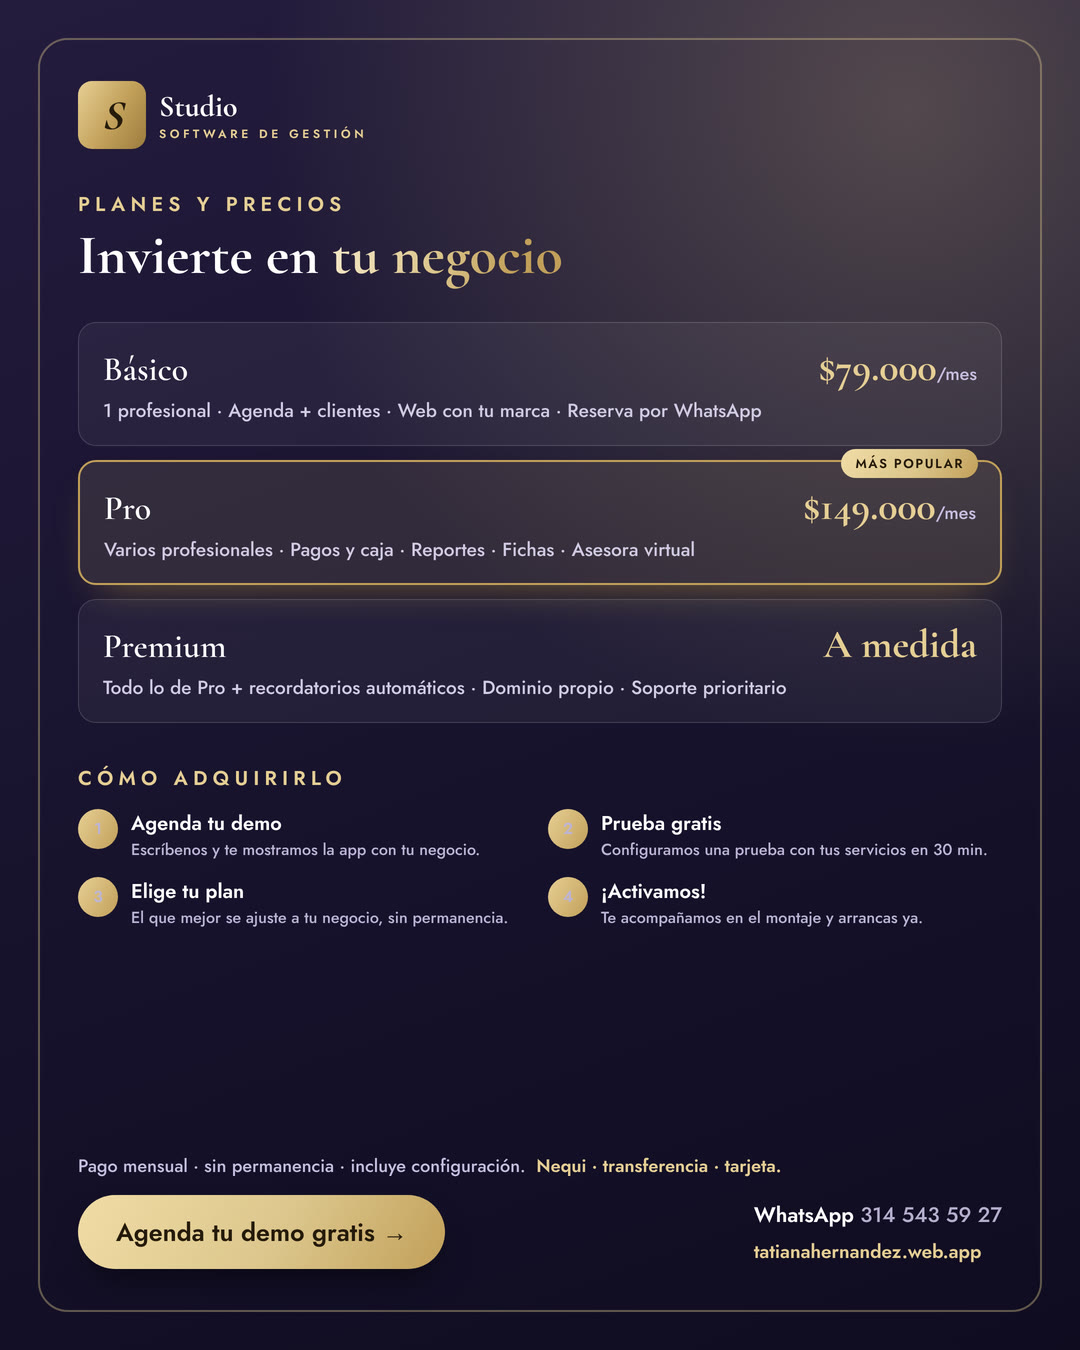 S
Studio
SOFTWARE DE GESTIÓN
PLANES Y PRECIOS
Invierte en tu negocio
Básico
$79.000/mes
1 profesional · Agenda + clientes · Web con tu marca · Reserva por WhatsApp
MÁS POPULAR
Pro
$149.000/mes
Varios profesionales · Pagos y caja · Reportes · Fichas · Asesora virtual
Premium
A medida
Todo lo de Pro + recordatorios automáticos · Dominio propio · Soporte prioritario
CÓMO ADQUIRIRLO
1
Agenda tu demo
Escríbenos y te mostramos la app con tu negocio.
2
Prueba gratis
Configuramos una prueba con tus servicios en 30 min.
3
Elige tu plan
El que mejor se ajuste a tu negocio, sin permanencia.
4
¡Activamos!
Te acompañamos en el montaje y arrancas ya.
Pago mensual · sin permanencia · incluye configuración. Nequi · transferencia · tarjeta.
Agenda tu demo gratis →
WhatsApp 314 543 59 27
tatianahernandez.web.app